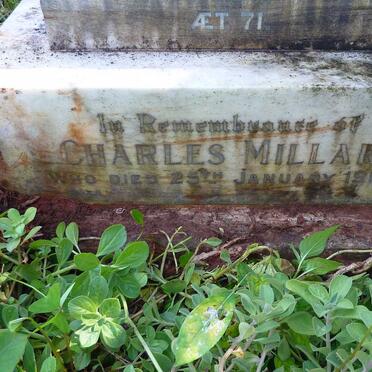 ÆT 71
In Remembrance of
CHARLES MILLAR
WHO DIED 25TH JANUARY